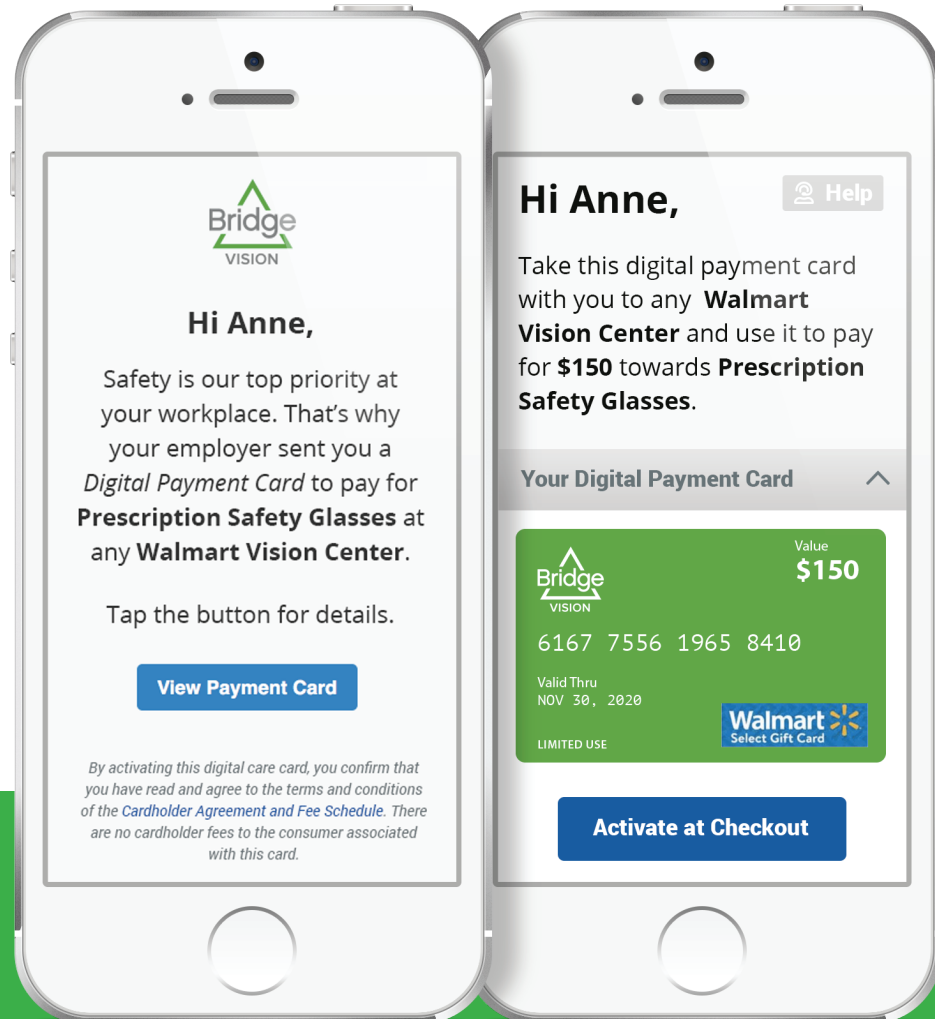 Bridge
VISION
Hi Anne,
Safety is our top priority at
your workplace. That's why
your employer sent you a
Digital Payment Card to pay for
Prescription Safety Glasses at
any Walmart Vision Center.
Tap the button for details.
View Payment Card
By activating this digital care card, you confirm that
you have read and agree to the terms and conditions
of the Cardholder Agreement and Fee Schedule. There
are no cardholder fees to the consumer associated
with this card.
Hi Anne,
Help
Take this digital payment card
with you to any Walmart
Vision Center and use it to pay
for $150 towards Prescription
Safety Glasses.
Your Digital Payment Card
Bridge
VISION
Value
$150
6167 7556 1965 8410
Valid Thru
NOV 30, 2020
LIMITED USE
Walmart
Select Gift Card
Activate at Checkout